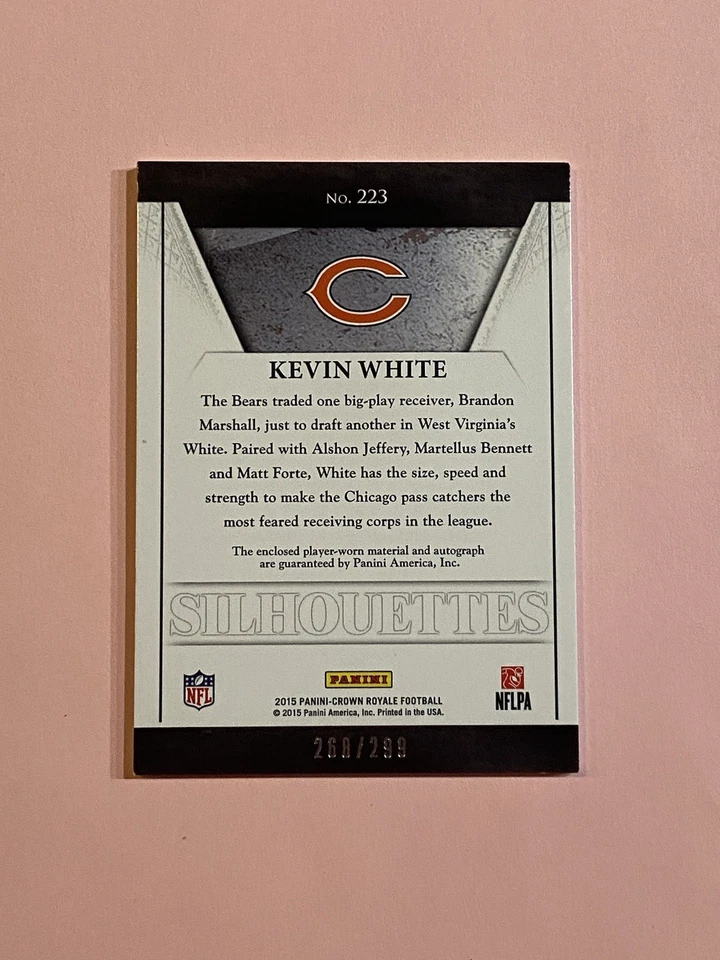 No. 223
KEVIN WHITE
The Bears traded one big-play receiver, Brandon
Marshall, just to draft another in West Virginia's
White. Paired with Alshon Jeffery, Martellus Bennett
and Matt Forte, White has the size, speed and
strength to make the Chicago pass catchers the
most feared receiving corps in the league.
The enclosed player-worn material and autograph
are guaranteed by Panini America, Inc.
SILHOUETTES
NFL
PANINI
NFLPA
2015 PANINI-CROWN ROYALE FOOTBALL
© 2015 Panini America, Inc. Printed in the USA.
268/299